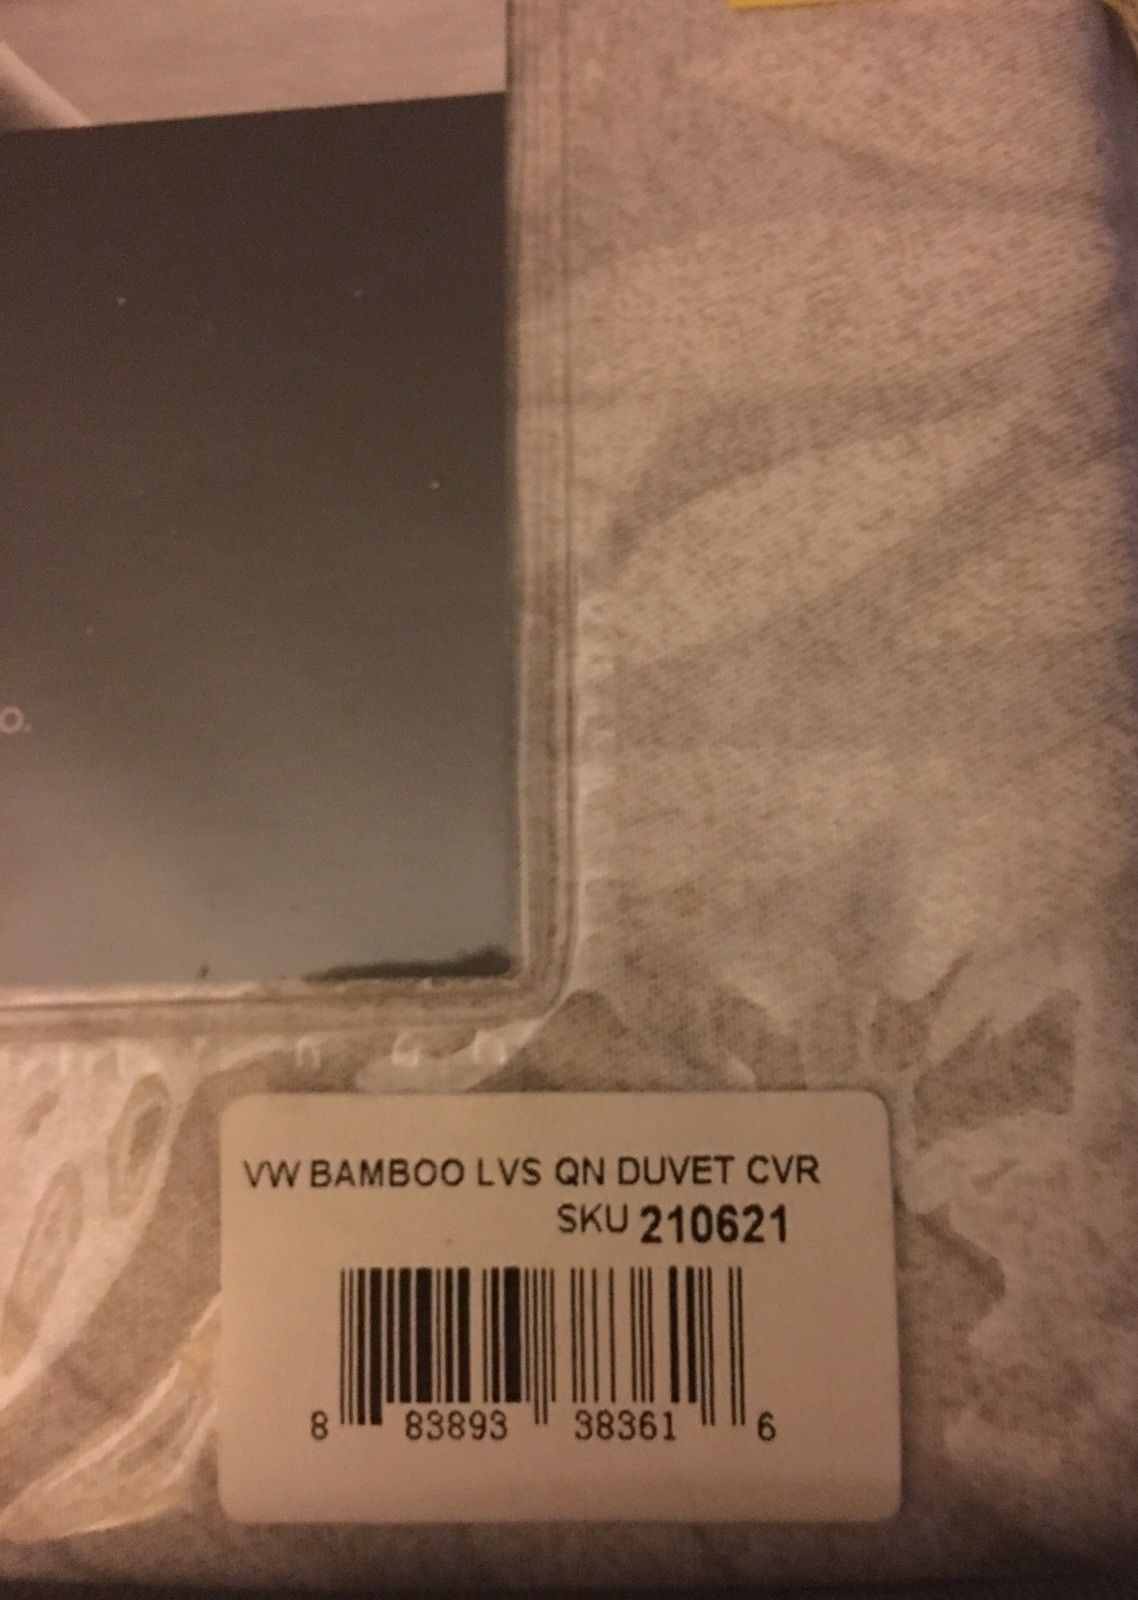 o.
VW BAMBOO LVS QN DUVET CVR
SKU 210621
8 83893 38361 6